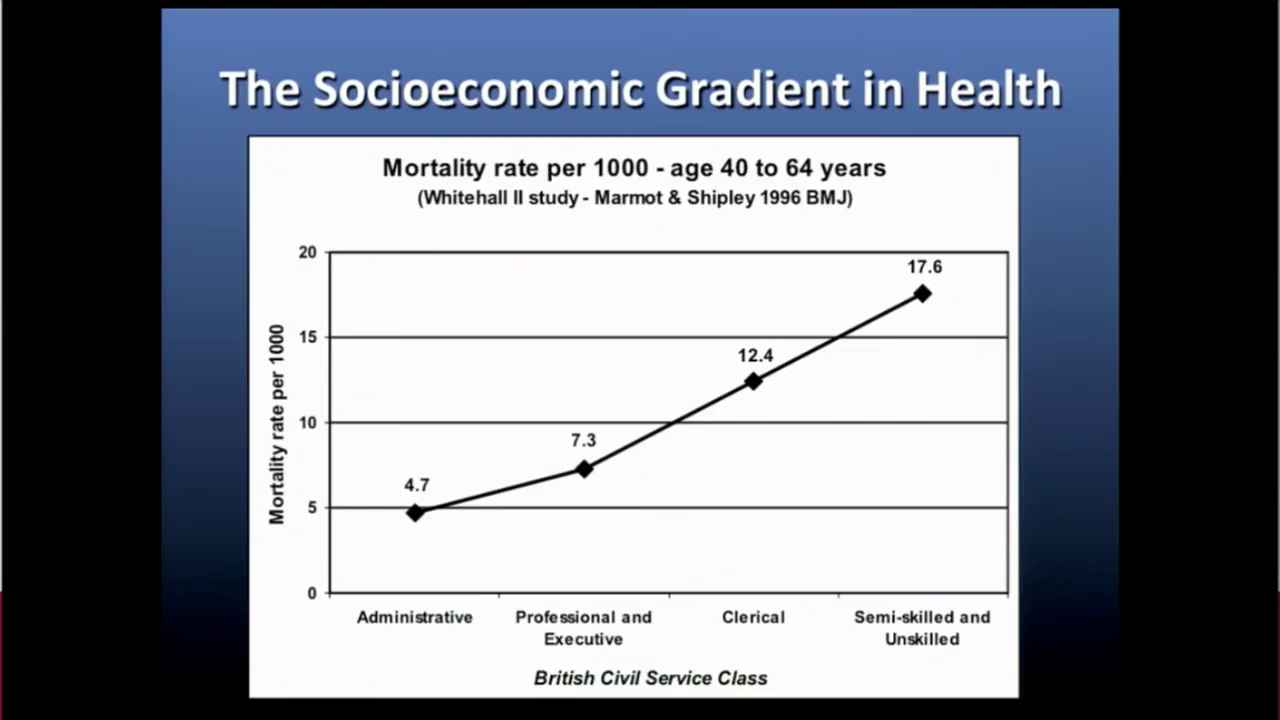 The Socioeconomic Gradient in Health
Mortality rate per 1000 - age 40 to 64 years
(Whitehall II study - Marmot & Shipley 1996 BMJ)
Mortality rate per 1000
20
15
10
5
0
4.7
7.3
12.4
17.6
Administrative
Professional and
Executive
Clerical
Semi-skilled and
Unskilled
British Civil Service Class